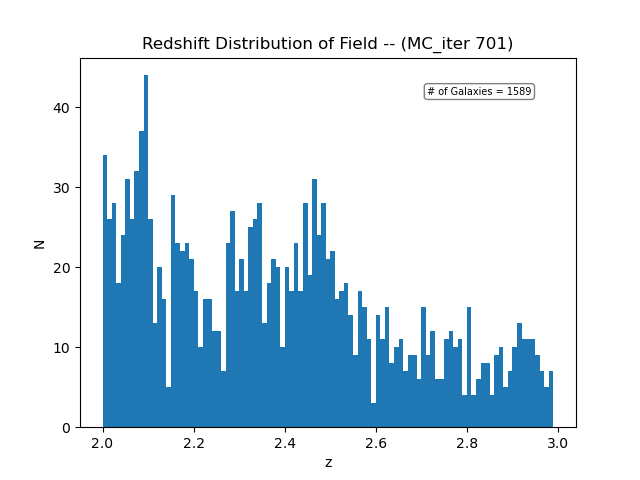 Redshift Distribution of Field -- (MC_iter 701)
# of Galaxies = 1589
N
40
30
20
10
0
2.0 2.2 2.4 2.6 2.8 3.0
z